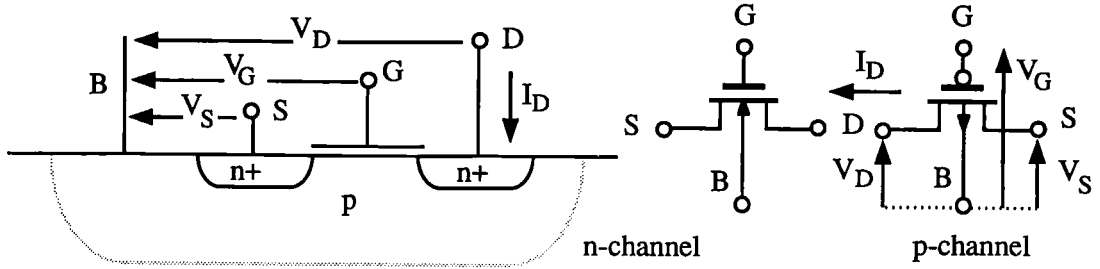 V_D
D
B
V_G
G
V_S
S
I_D
n+
n+
p
G
S
B
n-channel
G
I_D
V_G
D
S
V_D
B
V_S
p-channel